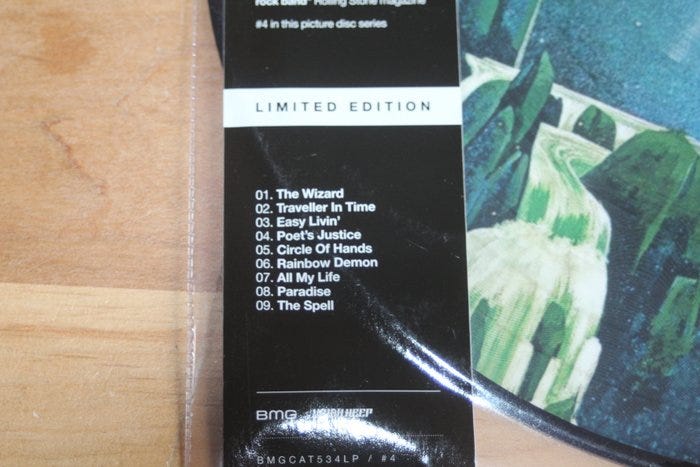 rock band" Rolling Stone magazine
#4 in this picture disc series
LIMITED EDITION
01. The Wizard
02. Traveller In Time
03. Easy Livin'
04. Poet's Justice
05. Circle Of Hands
06. Rainbow Demon
07. All My Life
08. Paradise
09. The Spell
BMG URIAH HEEP
BMGCAT534LP / #4